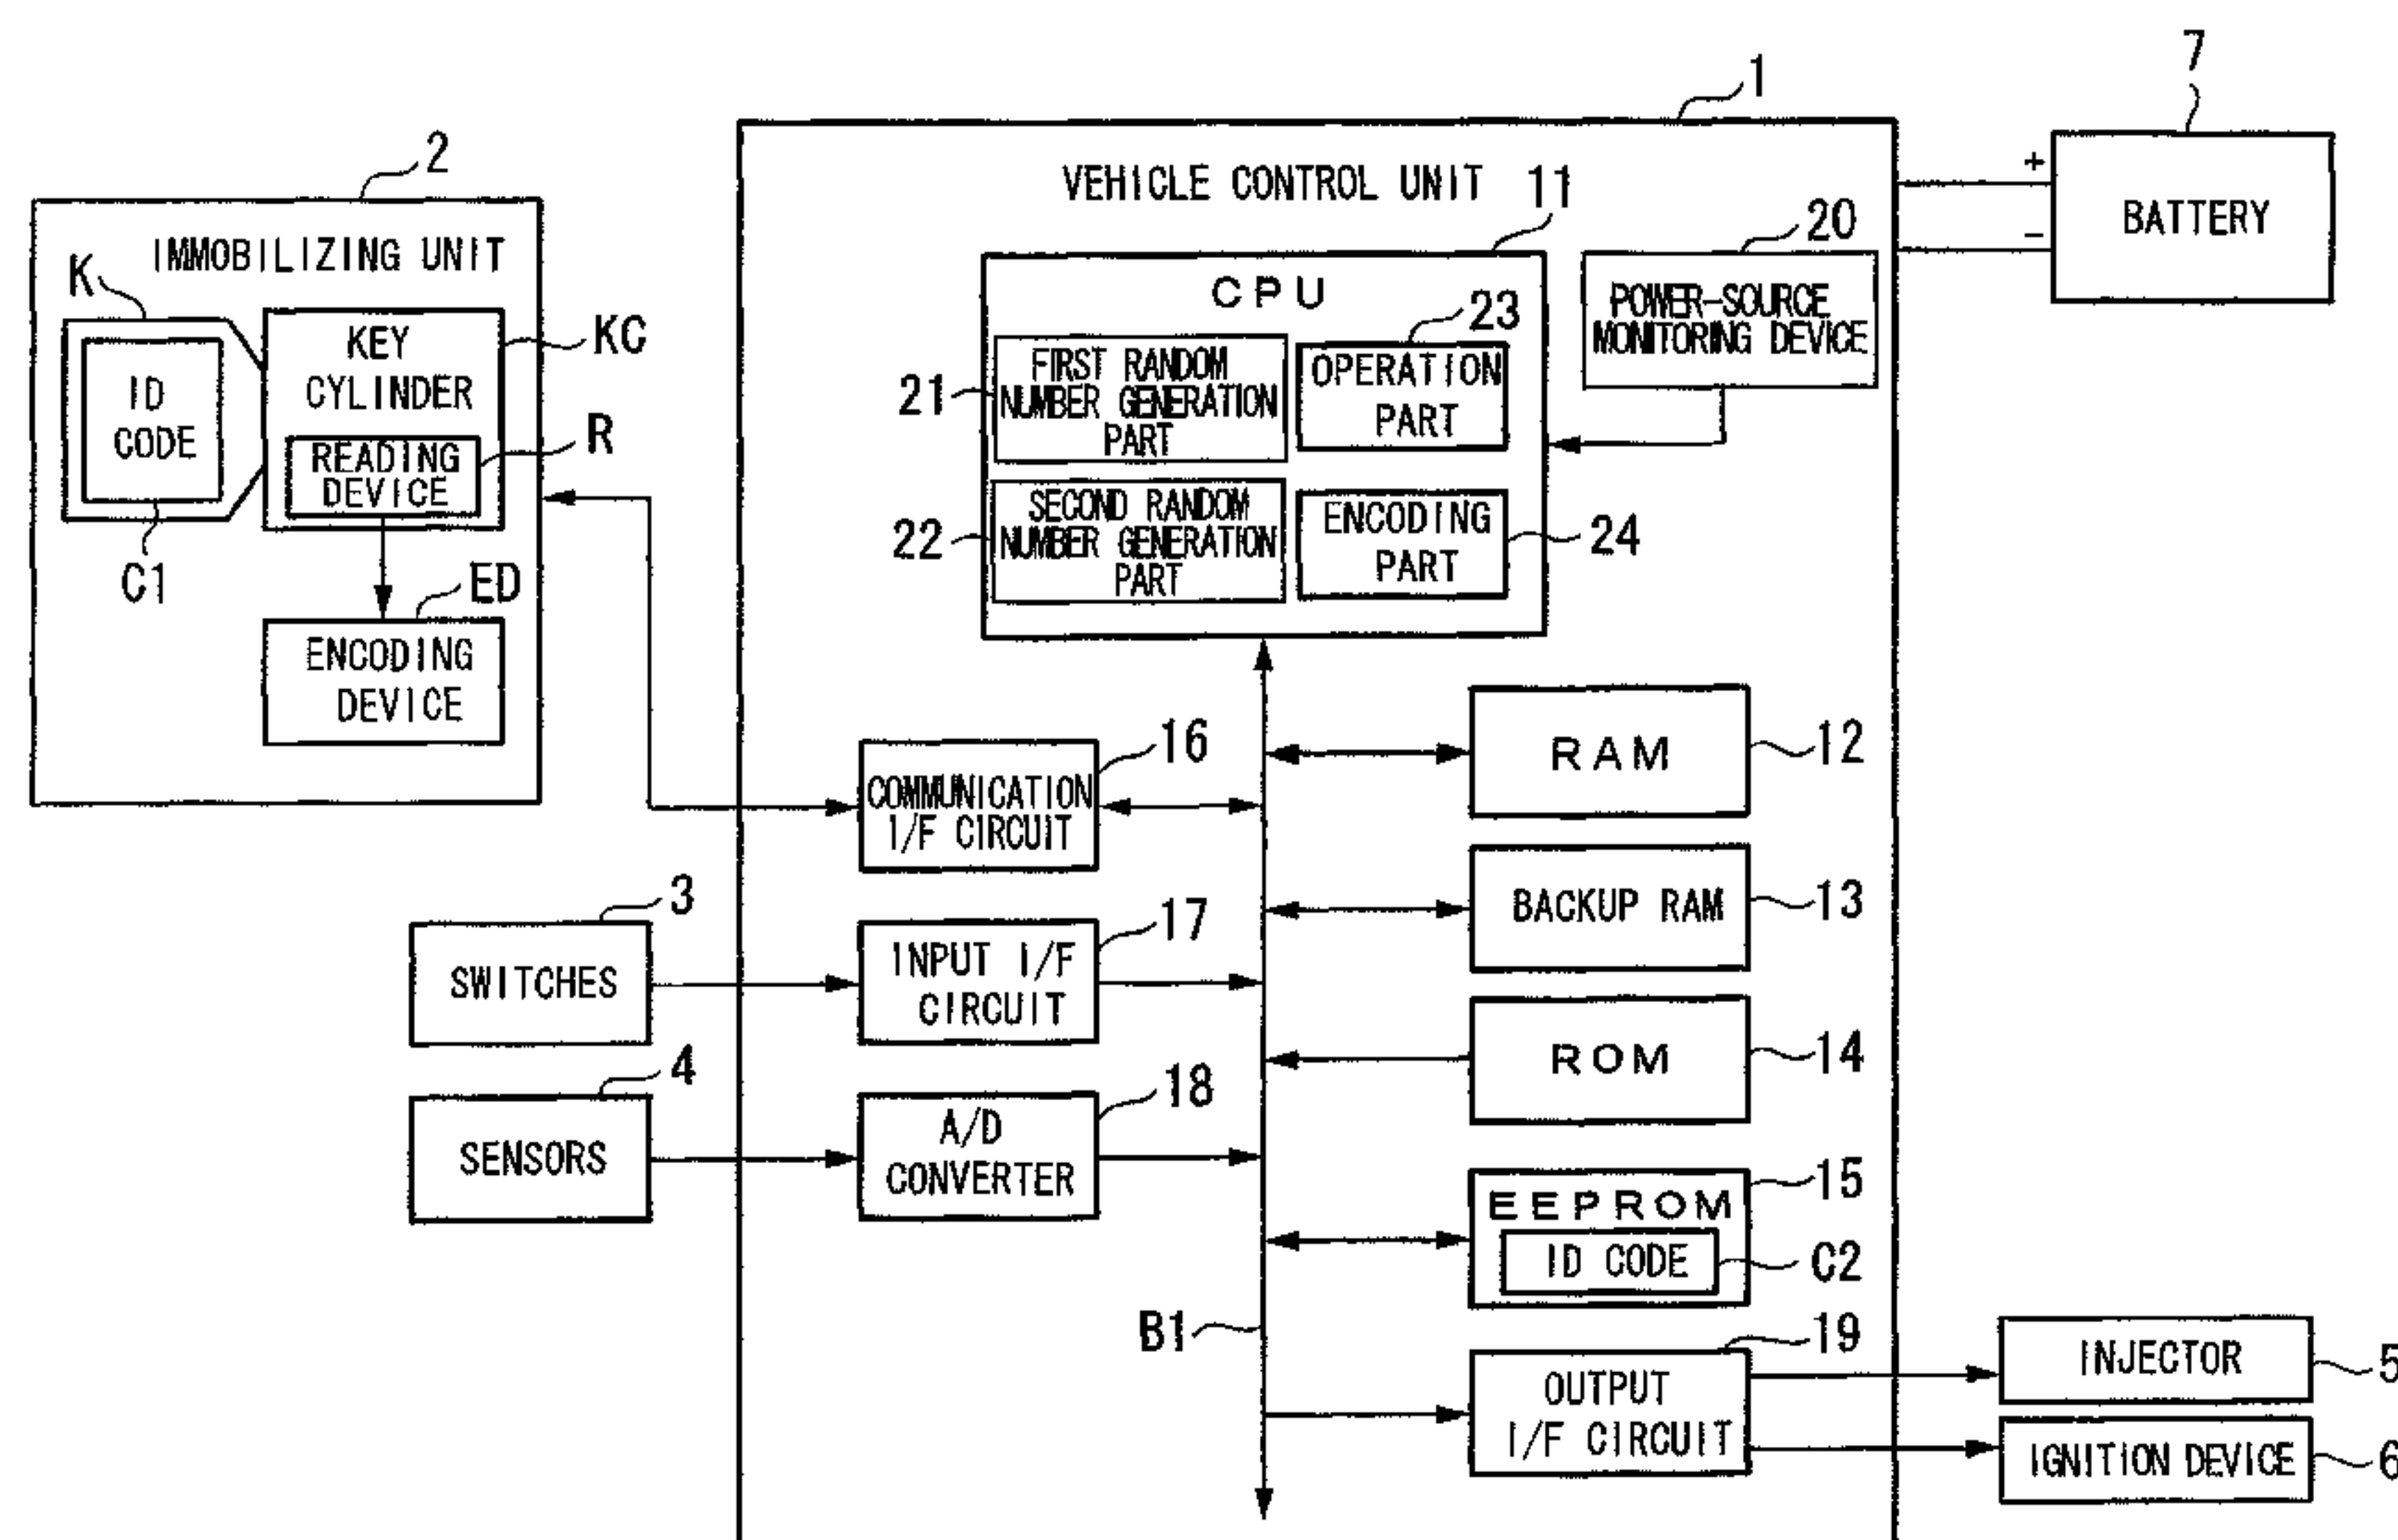 7
1
2
VEHICLE CONTROL UNIT
11
+
BATTERY
−
20
IMMOBILIZING UNIT
K
CPU
POWER-SOURCE
MONITORING DEVICE
23
KEY
CYLINDER
KC
ID
CODE
FIRST RANDOM
NUMBER GENERATION
PART
21
OPERATION
PART
READING
DEVICE
R
SECOND RANDOM
NUMBER GENERATION
PART
22
ENCODING
PART
24
C1
ED
ENCODING
DEVICE
16
COMMUNICATION
I/F CIRCUIT
RAM
12
3
SWITCHES
17
INPUT I/F
CIRCUIT
BACKUP RAM
13
ROM
14
4
SENSORS
18
A/D
CONVERTER
15
EEPROM
ID CODE
C2
B1
19
OUTPUT
I/F CIRCUIT
INJECTOR
5
IGNITION DEVICE
6